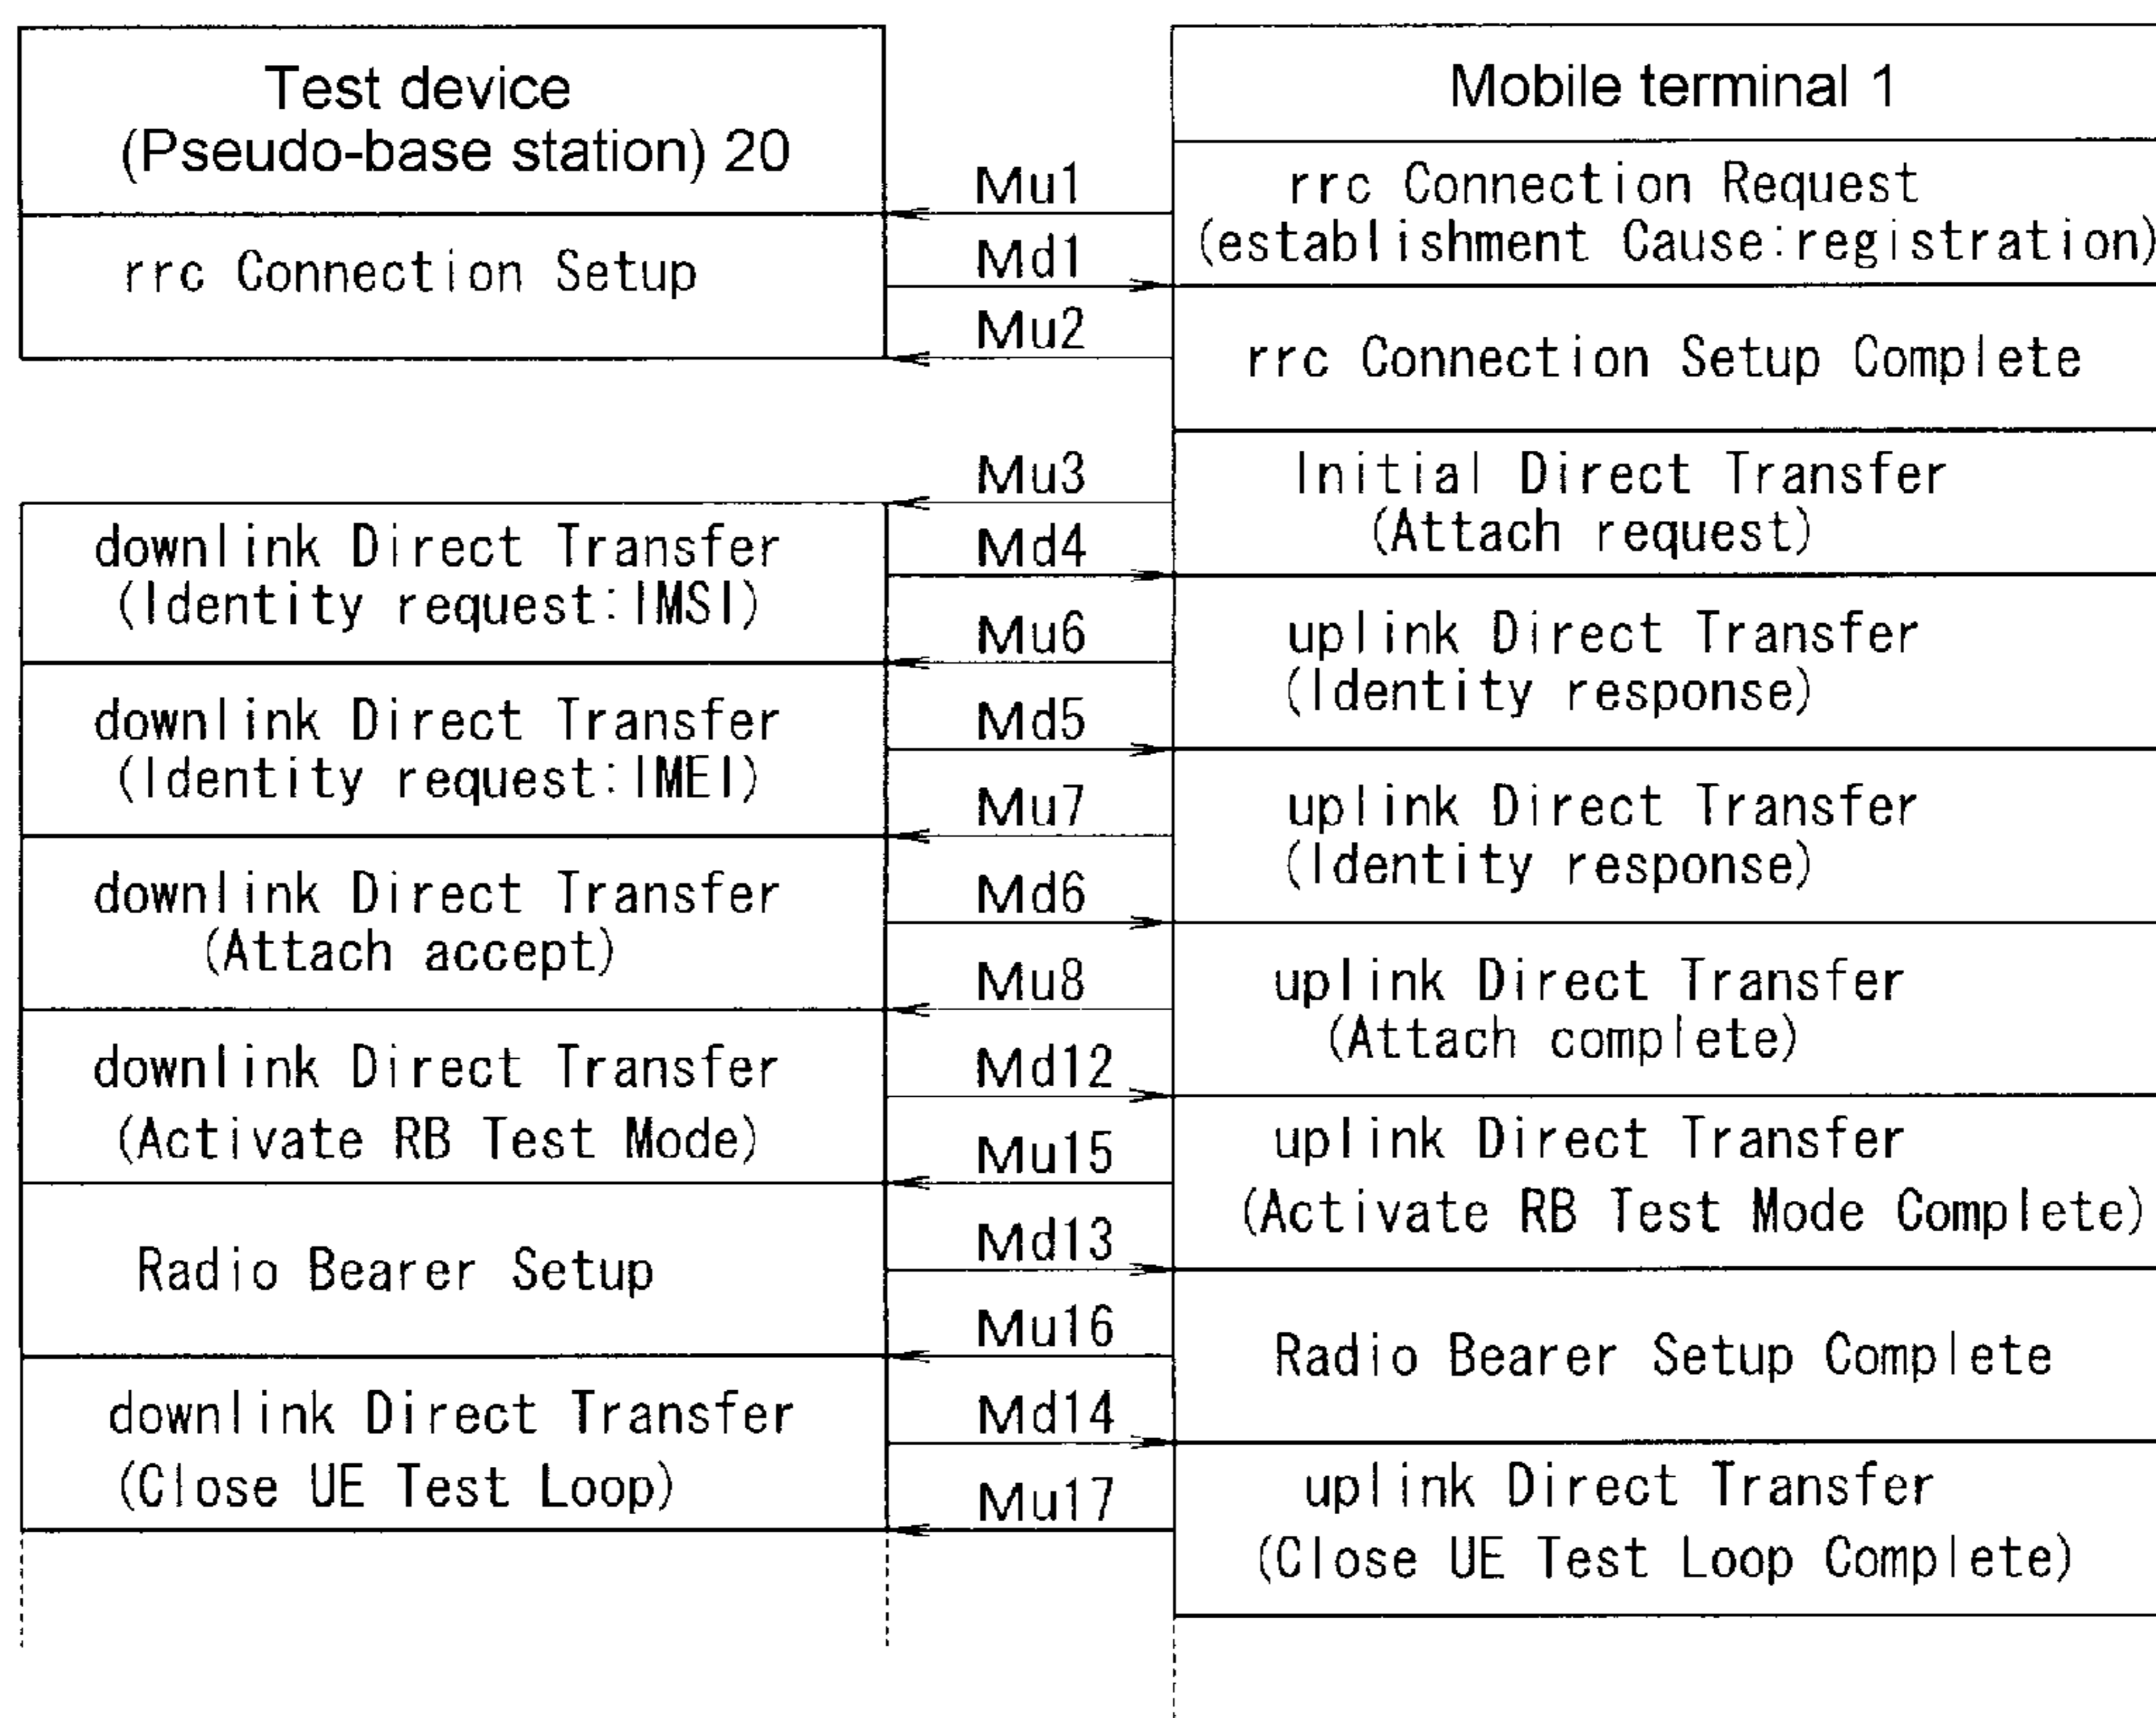 Test device
(Pseudo-base station) 20
Mobile terminal 1
Mu1
rrc Connection Request
(establishment Cause:registration)
rrc Connection Setup
Md1
Mu2
rrc Connection Setup Complete
Mu3
Initial Direct Transfer
(Attach request)
downlink Direct Transfer
(Identity request:IMSI)
Md4
Mu6
uplink Direct Transfer
(Identity response)
downlink Direct Transfer
(Identity request:IMEI)
Md5
Mu7
uplink Direct Transfer
(Identity response)
downlink Direct Transfer
(Attach accept)
Md6
Mu8
uplink Direct Transfer
(Attach complete)
downlink Direct Transfer
(Activate RB Test Mode)
Md12
Mu15
uplink Direct Transfer
(Activate RB Test Mode Complete)
Radio Bearer Setup
Md13
Mu16
Radio Bearer Setup Complete
downlink Direct Transfer
(Close UE Test Loop)
Md14
Mu17
uplink Direct Transfer
(Close UE Test Loop Complete)